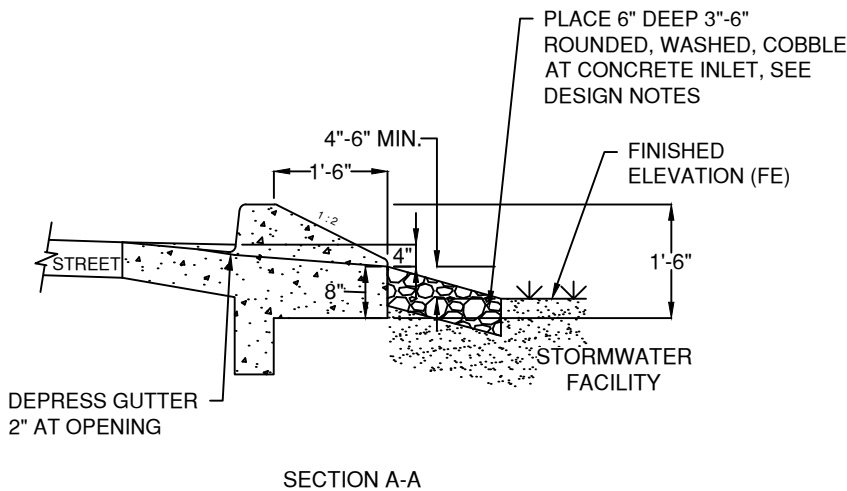 PLACE 6" DEEP 3"-6"
ROUNDED, WASHED, COBBLE
AT CONCRETE INLET, SEE
DESIGN NOTES
4"-6" MIN.
FINISHED
ELEVATION (FE)
1'-6"
1:2
4"
1'-6"
STREET
8"
STORMWATER
FACILITY
DEPRESS GUTTER
2" AT OPENING
SECTION A-A